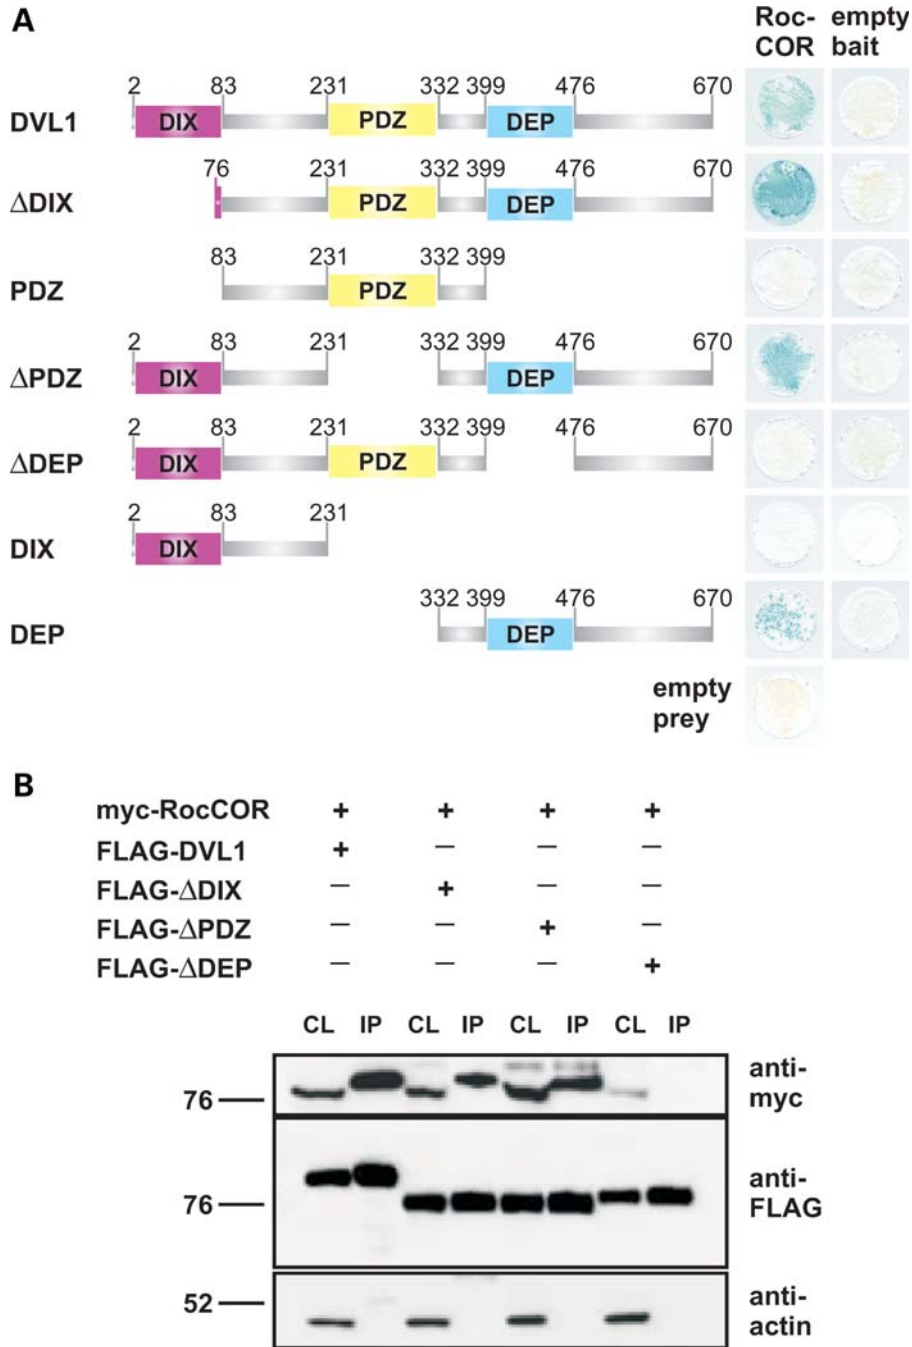 A
Roc- empty
COR bait
2 83 231 332 399 476 670
DVL1 DIX PDZ DEP
76 231 332 399 476 670
ΔDIX PDZ DEP
83 231 332 399
PDZ PDZ
2 83 231 332 399 476 670
ΔPDZ DIX DEP
2 83 231 332 399 476 670
ΔDEP DIX PDZ
2 83 231
DIX DIX
332 399 476 670
DEP DEP
empty
prey
B
myc-RocCOR + + + +
FLAG-DVL1 + – – –
FLAG-ΔDIX – + – –
FLAG-ΔPDZ – – + –
FLAG-ΔDEP – – – +
CL IP CL IP CL IP CL IP
anti-
76 myc
anti-
76 FLAG
52 anti-
actin